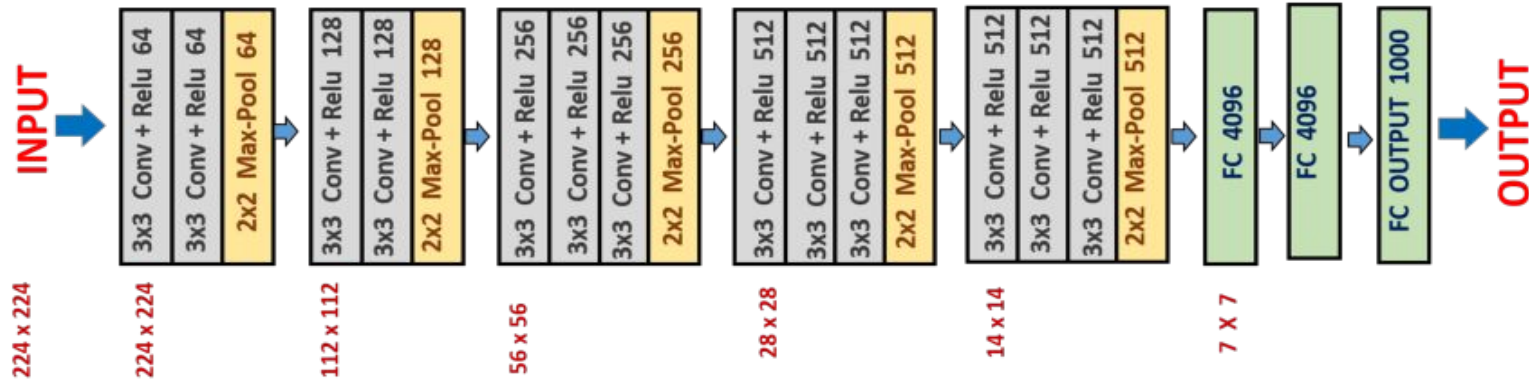 INPUT
224 x 224
3x3 Conv + Relu 64
3x3 Conv + Relu 64
2x2 Max-Pool 64
224 x 224
3x3 Conv + Relu 128
3x3 Conv + Relu 128
2x2 Max-Pool 128
112 x 112
3x3 Conv + Relu 256
3x3 Conv + Relu 256
3x3 Conv + Relu 256
2x2 Max-Pool 256
56 x 56
3x3 Conv + Relu 512
3x3 Conv + Relu 512
3x3 Conv + Relu 512
2x2 Max-Pool 512
28 x 28
3x3 Conv + Relu 512
3x3 Conv + Relu 512
3x3 Conv + Relu 512
2x2 Max-Pool 512
14 x 14
FC 4096
7 X 7
FC 4096
FC OUTPUT 1000
OUTPUT